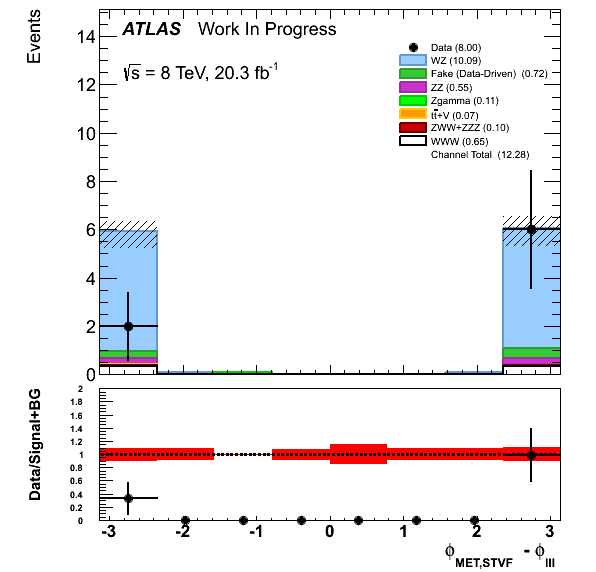 Events
ATLAS Work In Progress
√s = 8 TeV, 20.3 fb-1
Data (8.00)
WZ (10.09)
Fake (Data-Driven) (0.72)
ZZ (0.55)
Zgamma (0.11)
tt̄+V (0.07)
ZWW+ZZZ (0.10)
WWW (0.65)
Channel Total (12.28)
14
12
10
8
6
4
2
0
Data/Signal+BG
2
1.8
1.6
1.4
1.2
1
0.8
0.6
0.4
0.2
0
-3 -2 -1 0 1 2 3
ϕMET,STVF - ϕlll